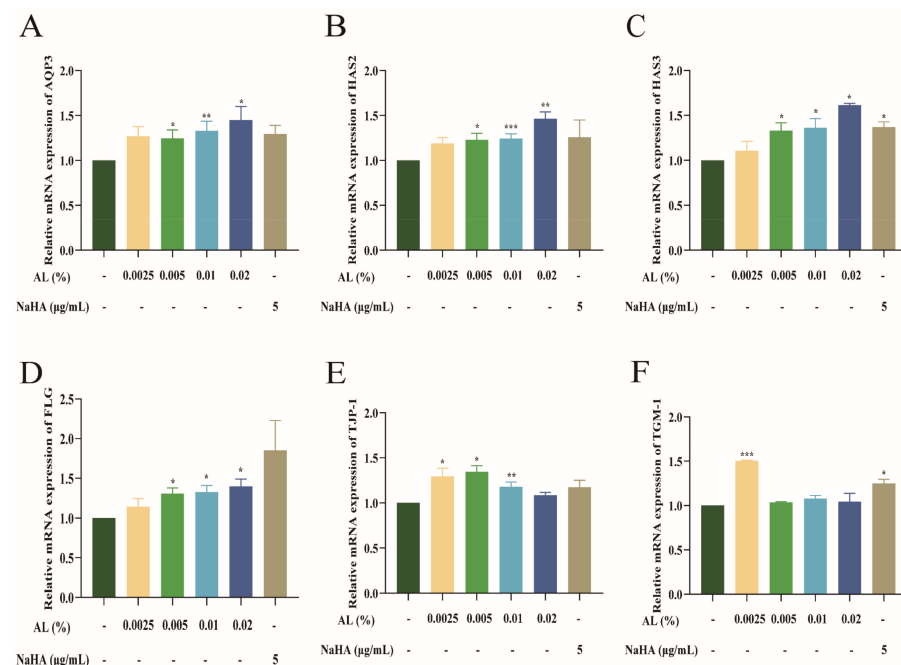 A
B
C
Relative mRNA expression of AQP3
2.0
1.5
1.0
0.5
0.0
*
**
*
AL (%)
- 0.0025 0.005 0.01 0.02 -
NaHA (μg/mL)
- - - - - 5
Relative mRNA expression of HAS2
2.0
1.5
1.0
0.5
0.0
*
***
**
AL (%)
- 0.0025 0.005 0.01 0.02 -
NaHA (μg/mL)
- - - - - 5
Relative mRNA expression of HAS3
2.0
1.5
1.0
0.5
0.0
*
*
*
*
AL (%)
- 0.0025 0.005 0.01 0.02 -
NaHA (μg/mL)
- - - - - 5
D
E
F
Relative mRNA expression of FLG
2.5
2.0
1.5
1.0
0.5
0.0
*
*
*
AL (%)
- 0.0025 0.005 0.01 0.02 -
NaHA (μg/mL)
- - - - - 5
Relative mRNA expression of TJP-1
2.0
1.5
1.0
0.5
0.0
*
*
**
AL (%)
- 0.0025 0.005 0.01 0.02 -
NaHA (μg/mL)
- - - - - 5
Relative mRNA expression of TGM-1
2.0
1.5
1.0
0.5
0.0
***
*
AL (%)
- 0.0025 0.005 0.01 0.02 -
NaHA (μg/mL)
- - - - - 5